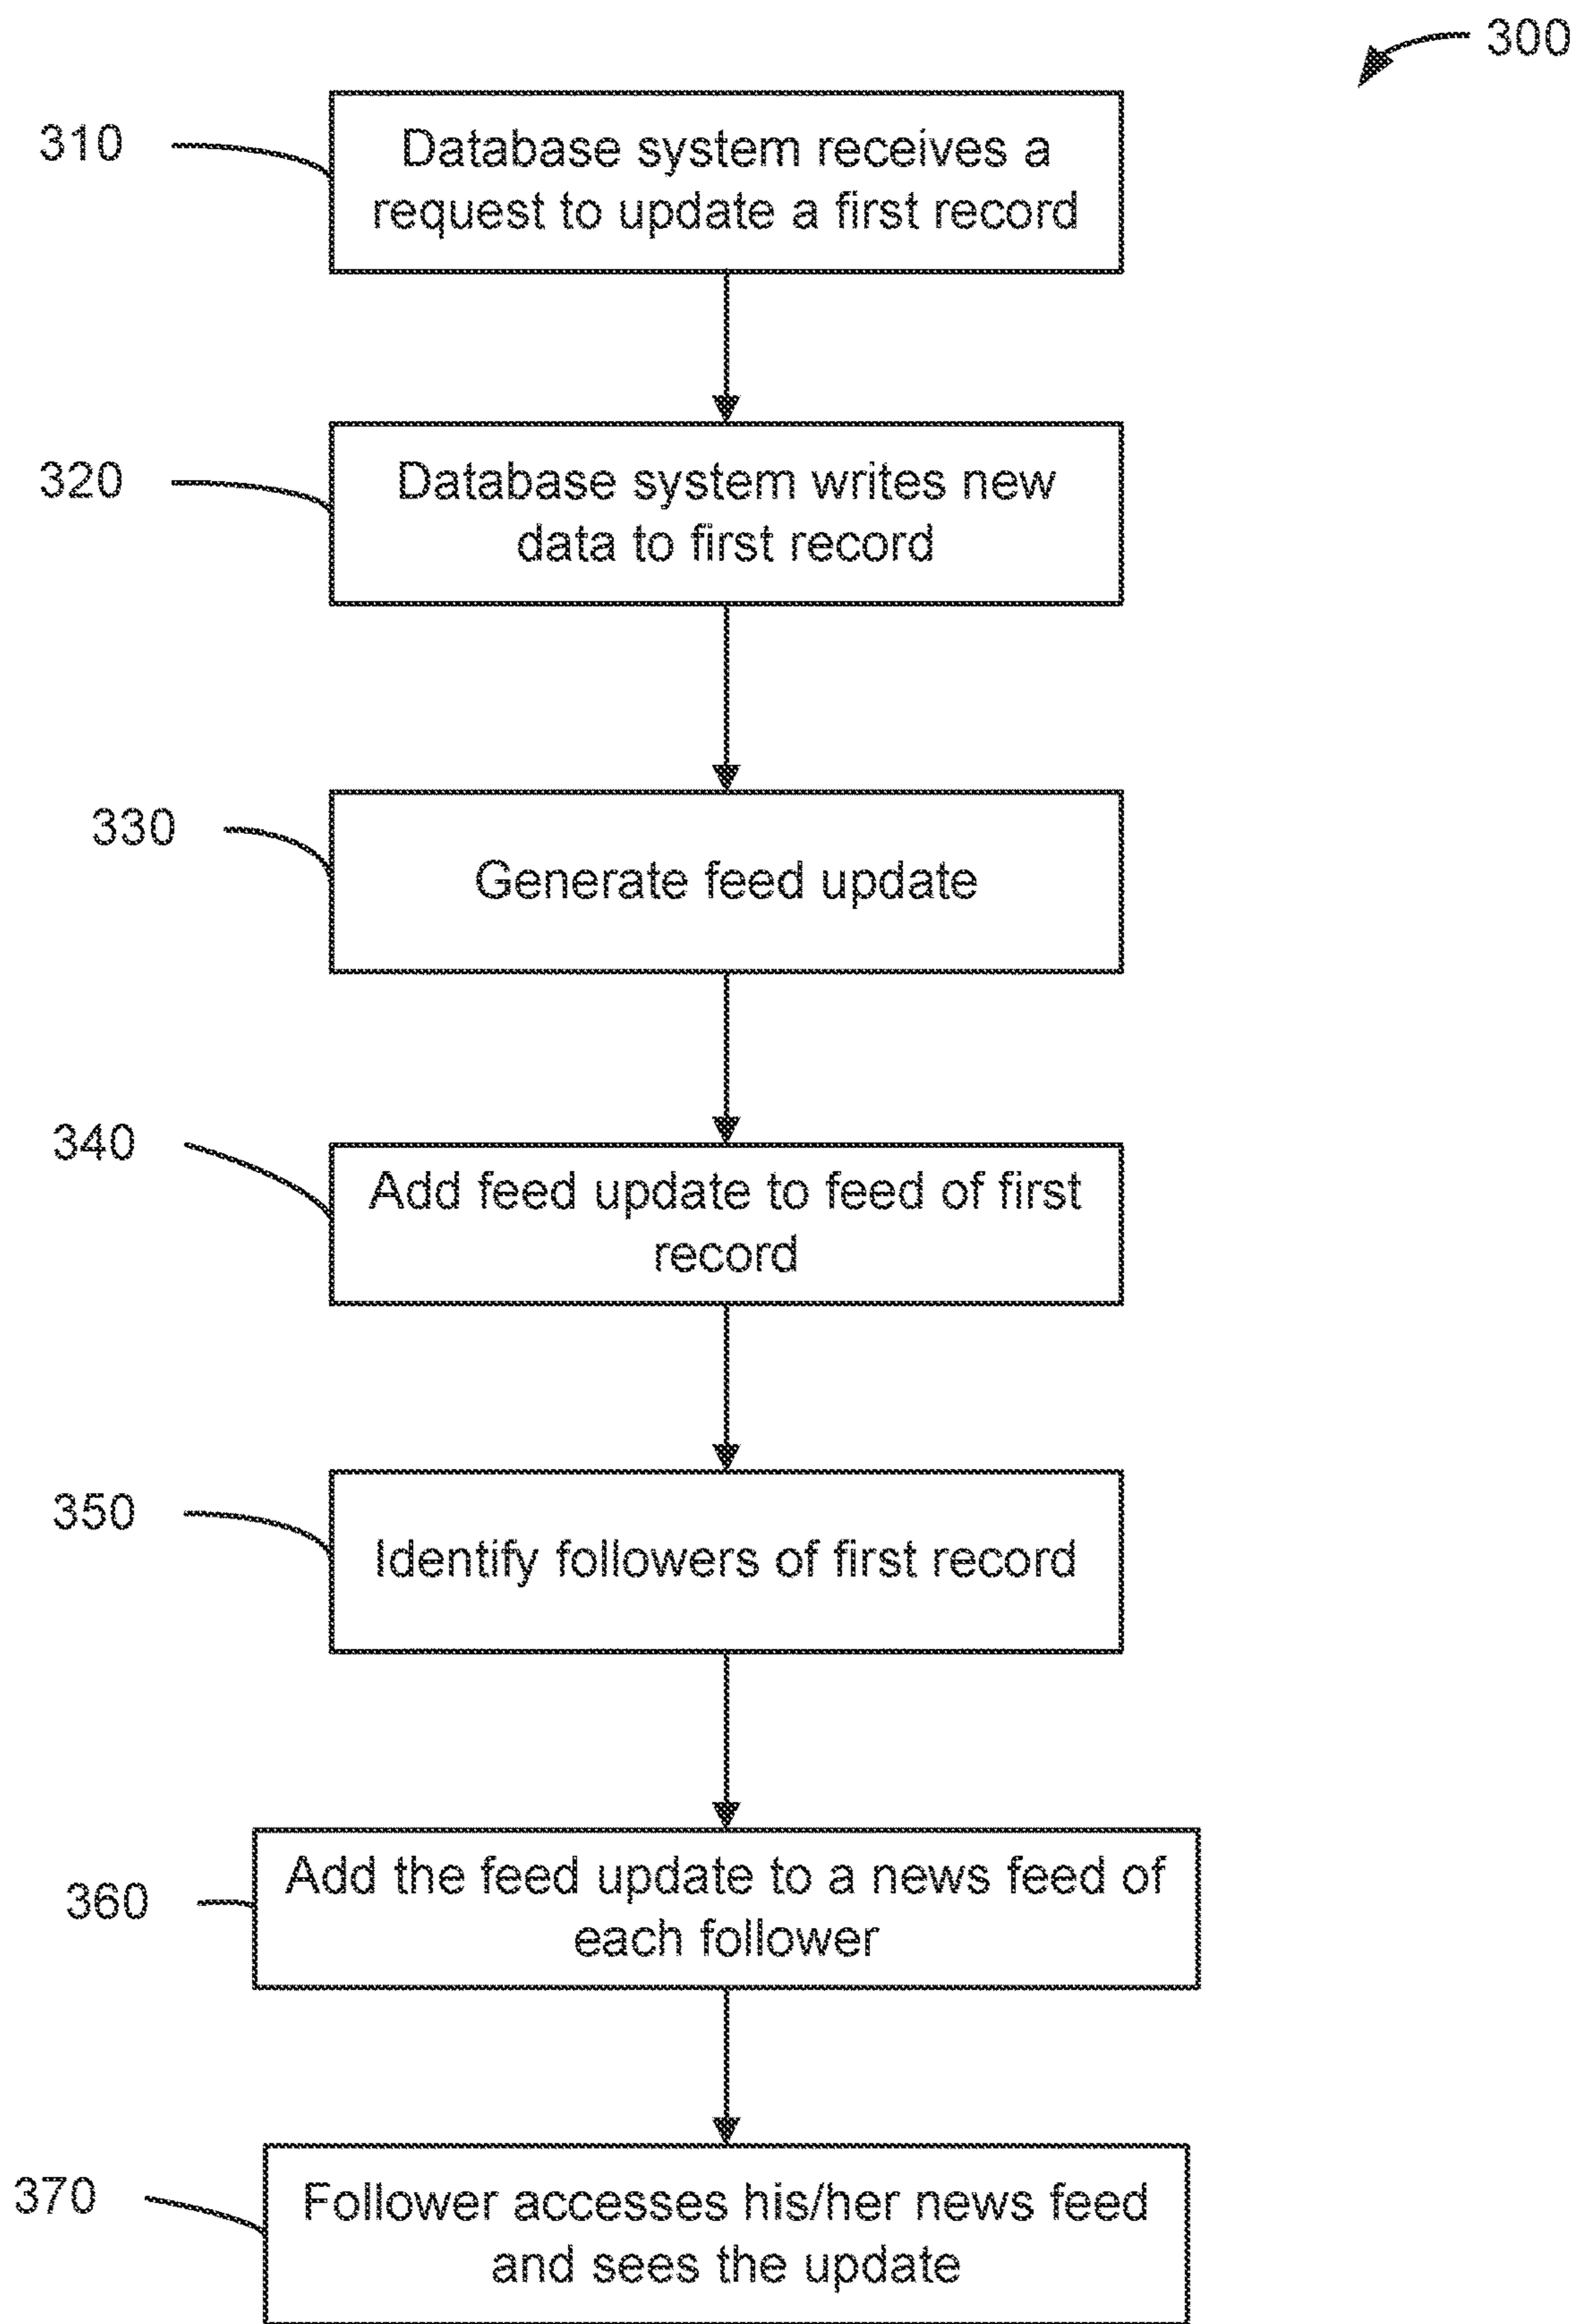 300
310
Database system receives a
request to update a first record
320
Database system writes new
data to first record
330
Generate feed update
340
Add feed update to feed of first
record
350
Identify followers of first record
360
Add the feed update to a news feed of
each follower
370
Follower accesses his/her news feed
and sees the update